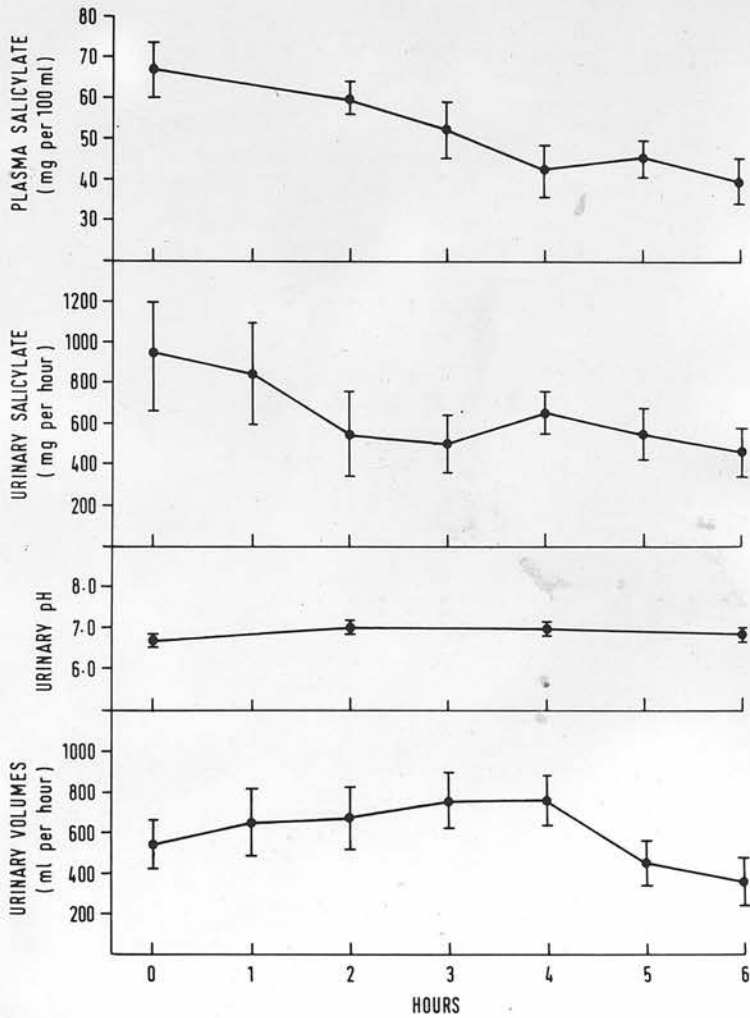 PLASMA SALICYLATE
(mg per 100 ml)
70
60
50
40
30
URINARY SALICYLATE
(mg per hour)
1200
1000
800
600
400
200
URINARY pH
8·0
7·0
6·0
URINARY VOLUMES
(ml per hour)
1000
800
600
400
200
0 1 2 3 4 5 6
HOURS